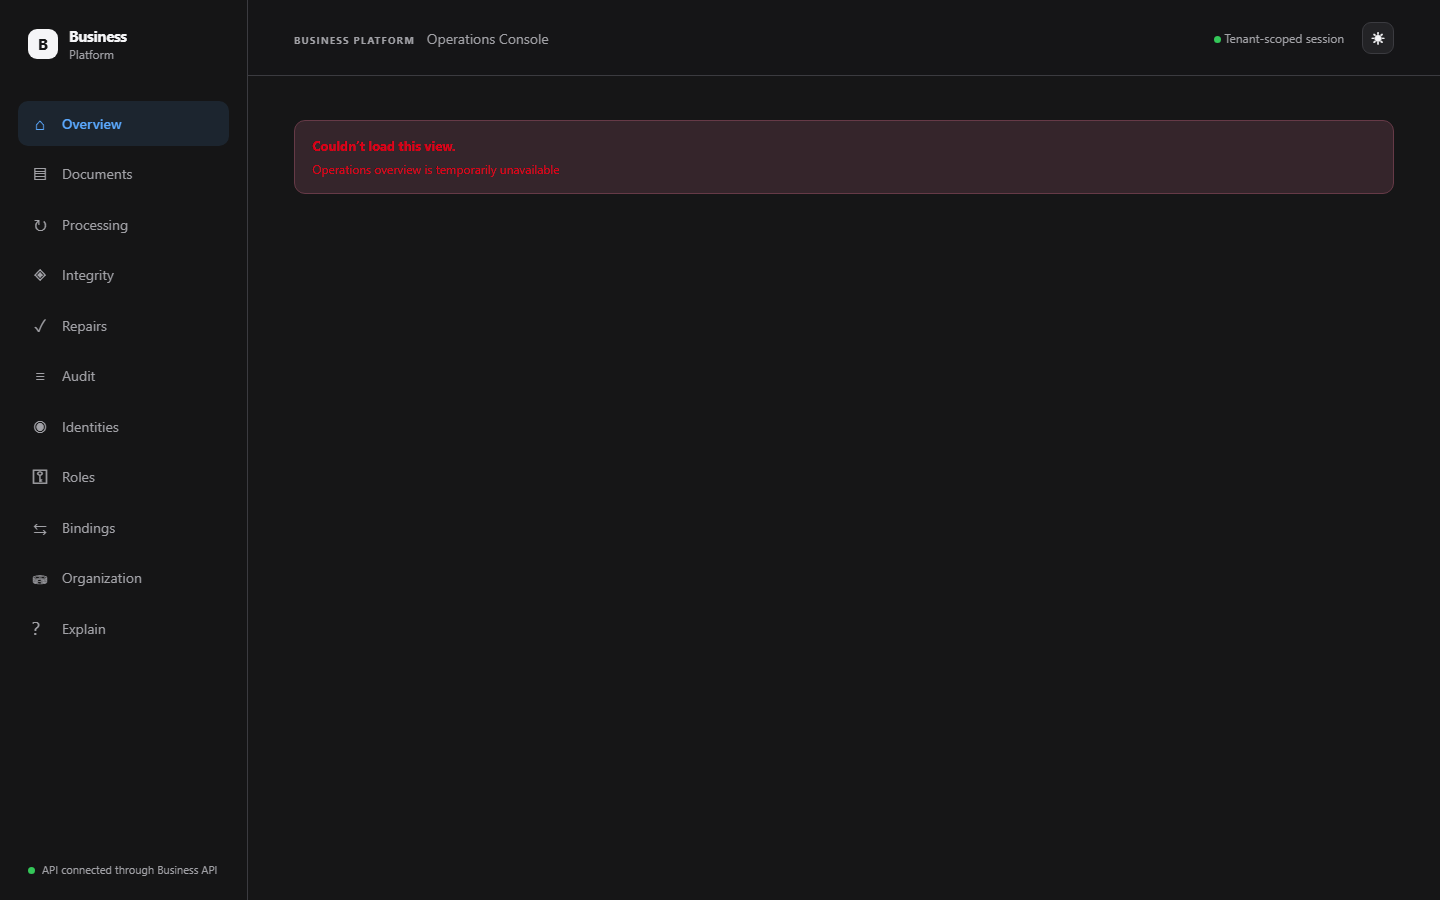 B
Business
Platform
BUSINESS PLATFORM Operations Console
Tenant-scoped session
Overview
Documents
Processing
Integrity
Repairs
Audit
Identities
Roles
Bindings
Organization
? Explain
API connected through Business API
Couldn't load this view.
Operations overview is temporarily unavailable